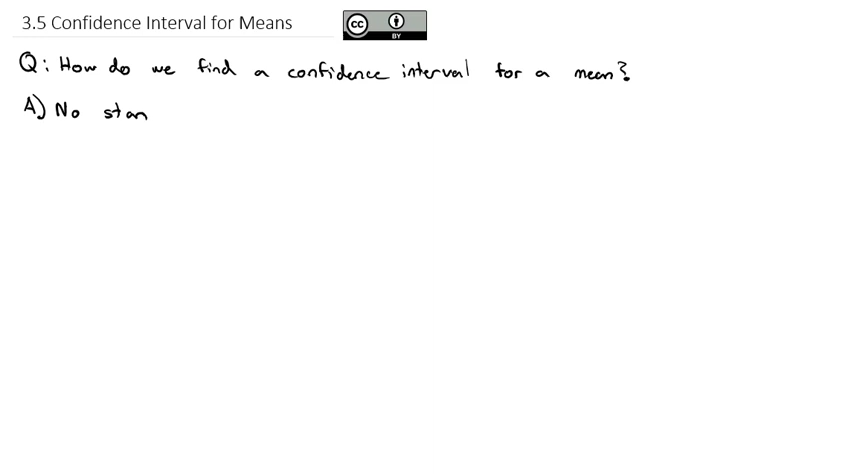 3.5 Confidence Interval for Means
cc BY
Q: How do we find a confidence interval for a mean?
A) No stan